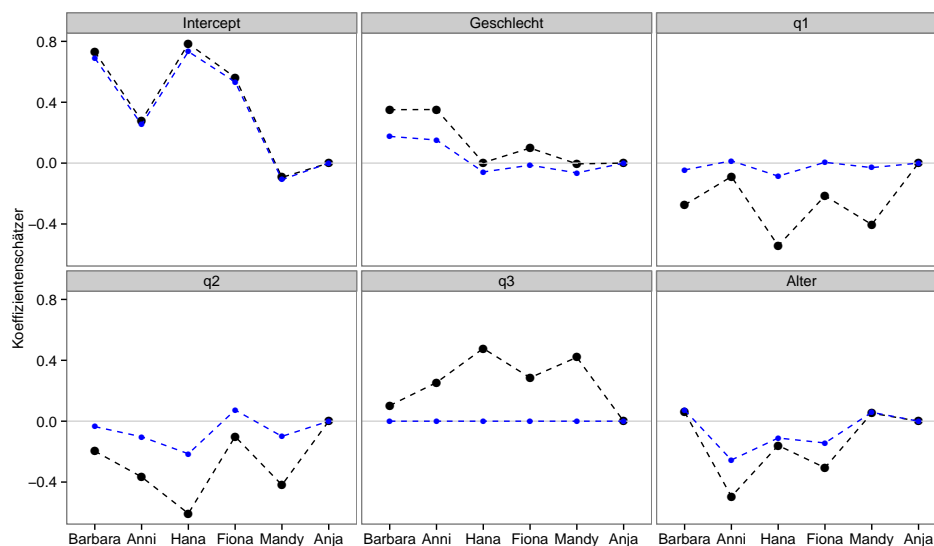 Intercept Geschlecht q1
0.8
0.4
0.0
−0.4
q2 q3 Alter
0.8
0.4
0.0
−0.4
Koeffizientenschätzer
Barbara Anni Hana Fiona Mandy Anja Barbara Anni Hana Fiona Mandy Anja Barbara Anni Hana Fiona Mandy Anja